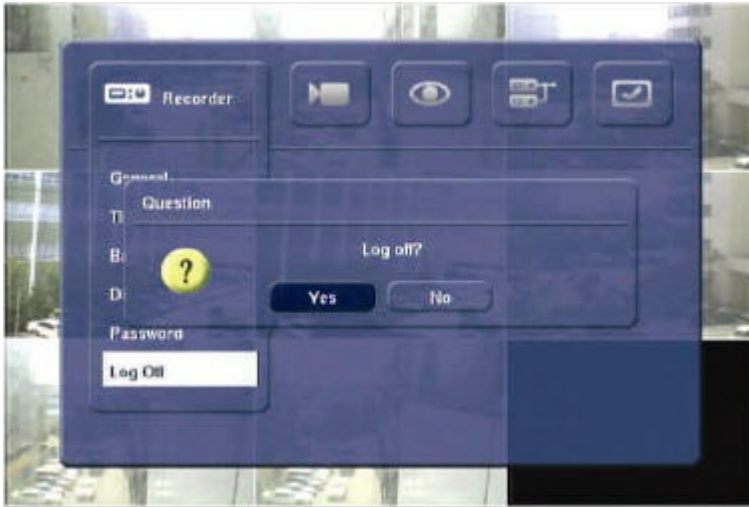 Recorder
General
Question
Log off?
?
Yes
No
Password
Log Off